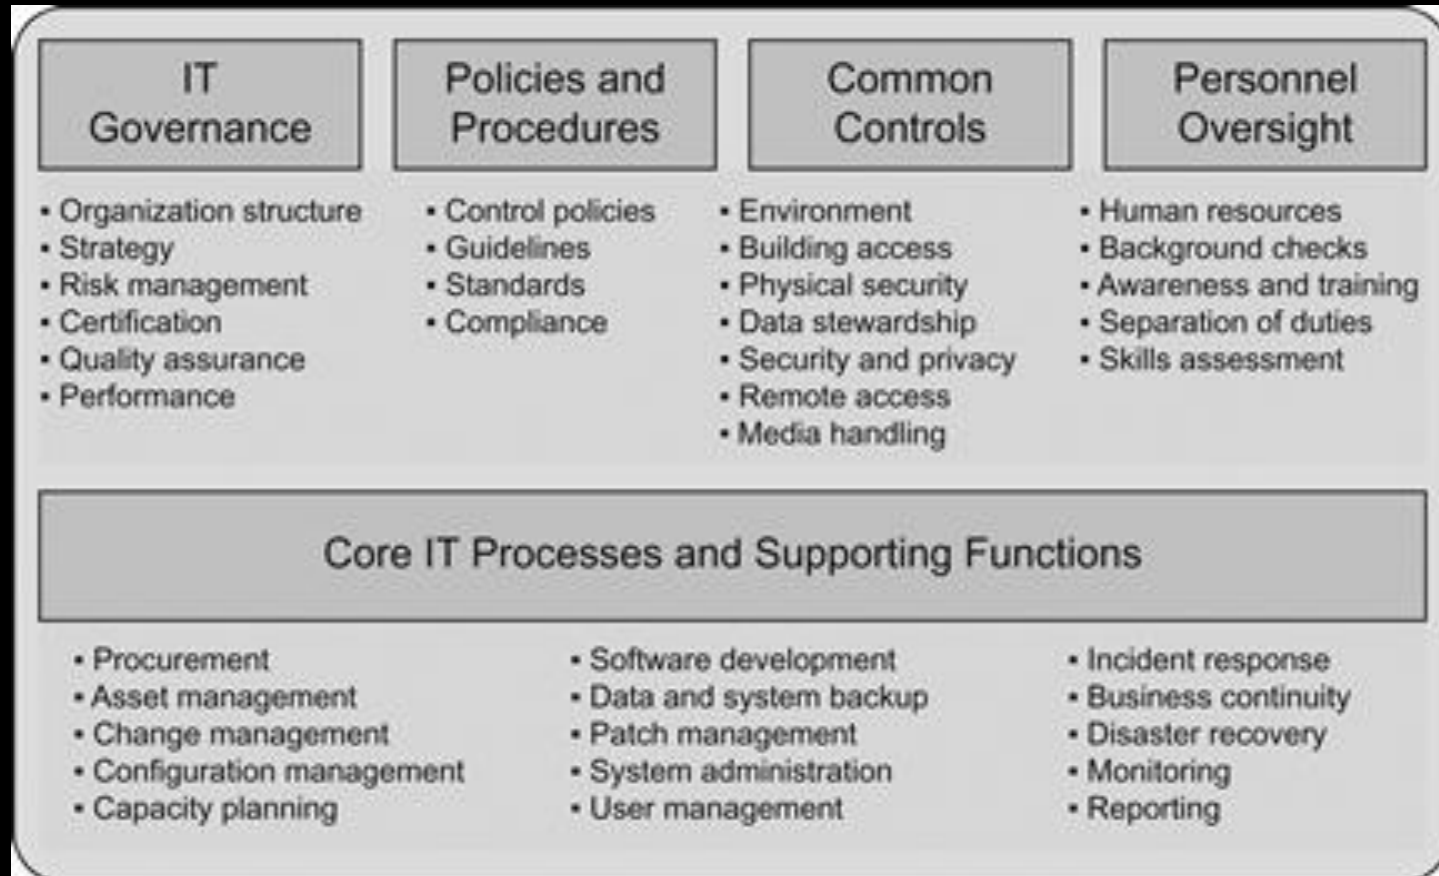 IT
Governance
▪ Organization structure
▪ Strategy
▪ Risk management
▪ Certification
▪ Quality assurance
▪ Performance
Policies and
Procedures
▪ Control policies
▪ Guidelines
▪ Standards
▪ Compliance
Common
Controls
▪ Environment
▪ Building access
▪ Physical security
▪ Data stewardship
▪ Security and privacy
▪ Remote access
▪ Media handling
Personnel
Oversight
▪ Human resources
▪ Background checks
▪ Awareness and training
▪ Separation of duties
▪ Skills assessment
Core IT Processes and Supporting Functions
▪ Procurement
▪ Asset management
▪ Change management
▪ Configuration management
▪ Capacity planning
▪ Software development
▪ Data and system backup
▪ Patch management
▪ System administration
▪ User management
▪ Incident response
▪ Business continuity
▪ Disaster recovery
▪ Monitoring
▪ Reporting